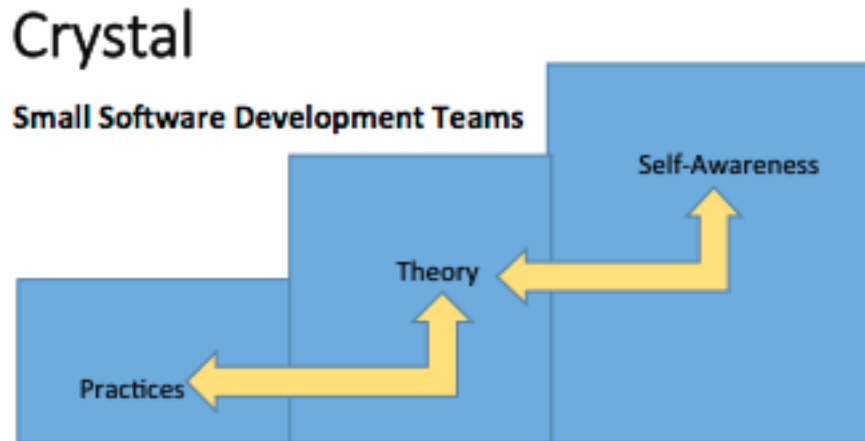 Crystal
Small Software Development Teams
Self-Awareness
Theory
Practices